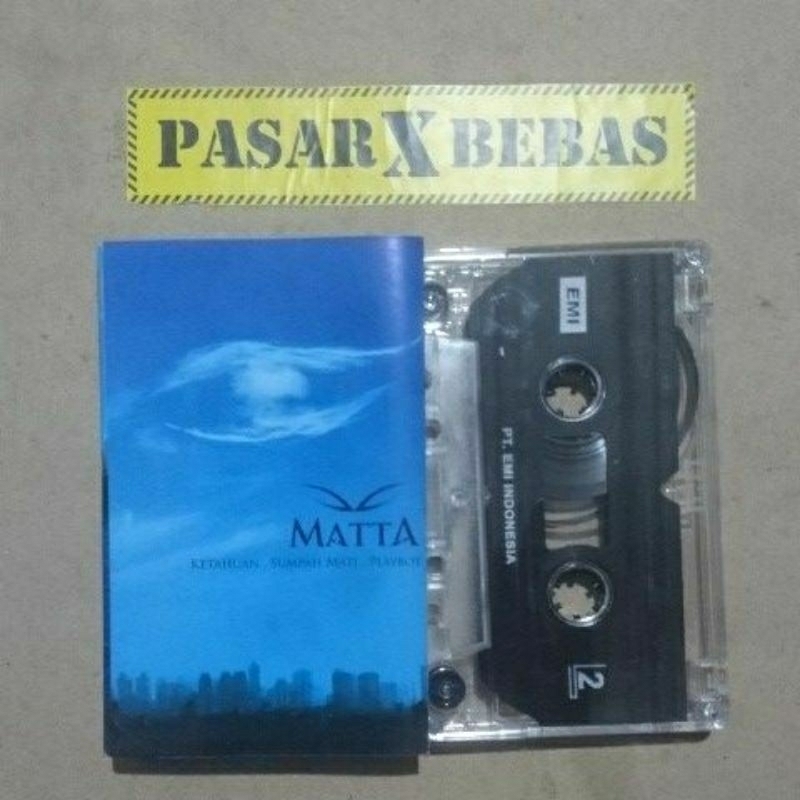 PASAR X BEBAS
MATTA
KETAHUAN . SUMPAH MATI . PLAYBOY
EMI
PT. EMI INDONESIA
2